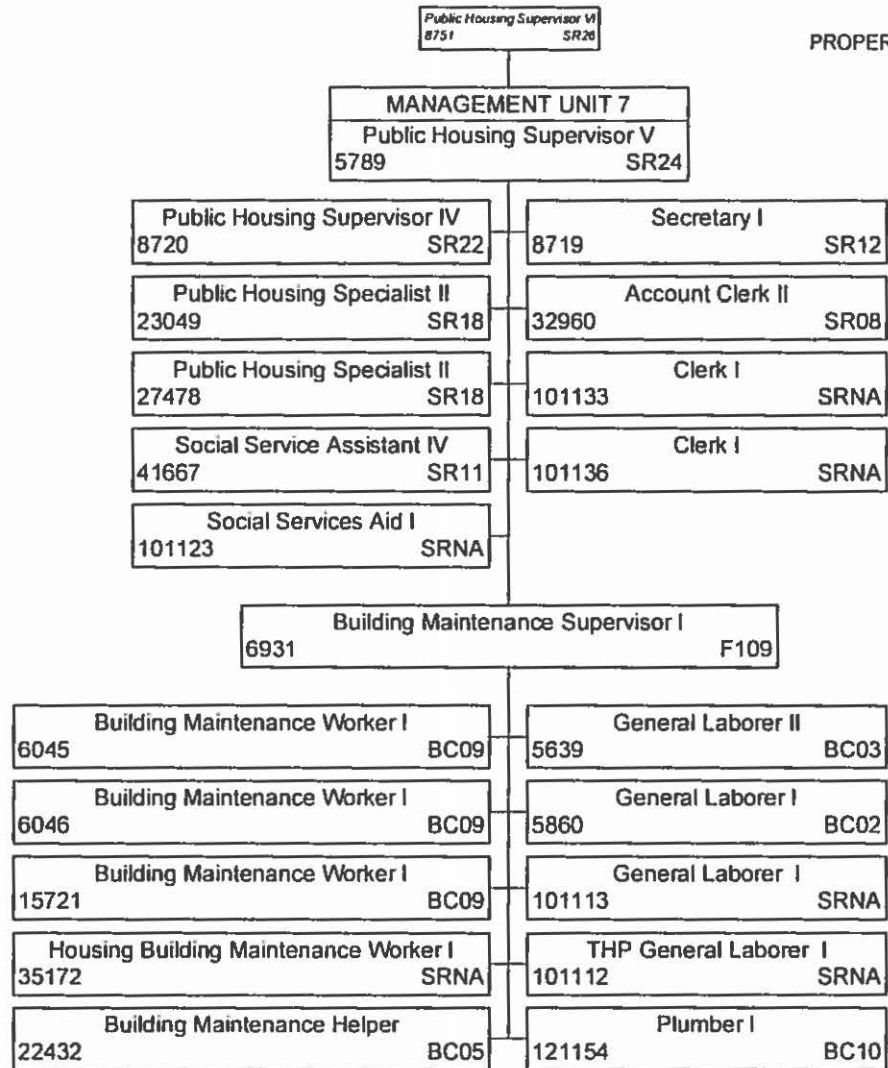 Public Housing Supervisor VI
8751 SR26
PROPER
MANAGEMENT UNIT 7
Public Housing Supervisor V
5789 SR24
Public Housing Supervisor IV
8720 SR22
Secretary I
8719 SR12
Public Housing Specialist II
23049 SR18
Account Clerk II
32960 SR08
Public Housing Specialist II
27478 SR18
Clerk I
101133 SRNA
Social Service Assistant IV
41667 SR11
Clerk I
101136 SRNA
Social Services Aid I
101123 SRNA
Building Maintenance Supervisor I
6931 F109
Building Maintenance Worker I
6045 BC09
General Laborer II
5639 BC03
Building Maintenance Worker I
6046 BC09
General Laborer I
5860 BC02
Building Maintenance Worker I
15721 BC09
General Laborer I
101113 SRNA
Housing Building Maintenance Worker I
35172 SRNA
THP General Laborer I
101112 SRNA
Building Maintenance Helper
22432 BC05
Plumber I
121154 BC10